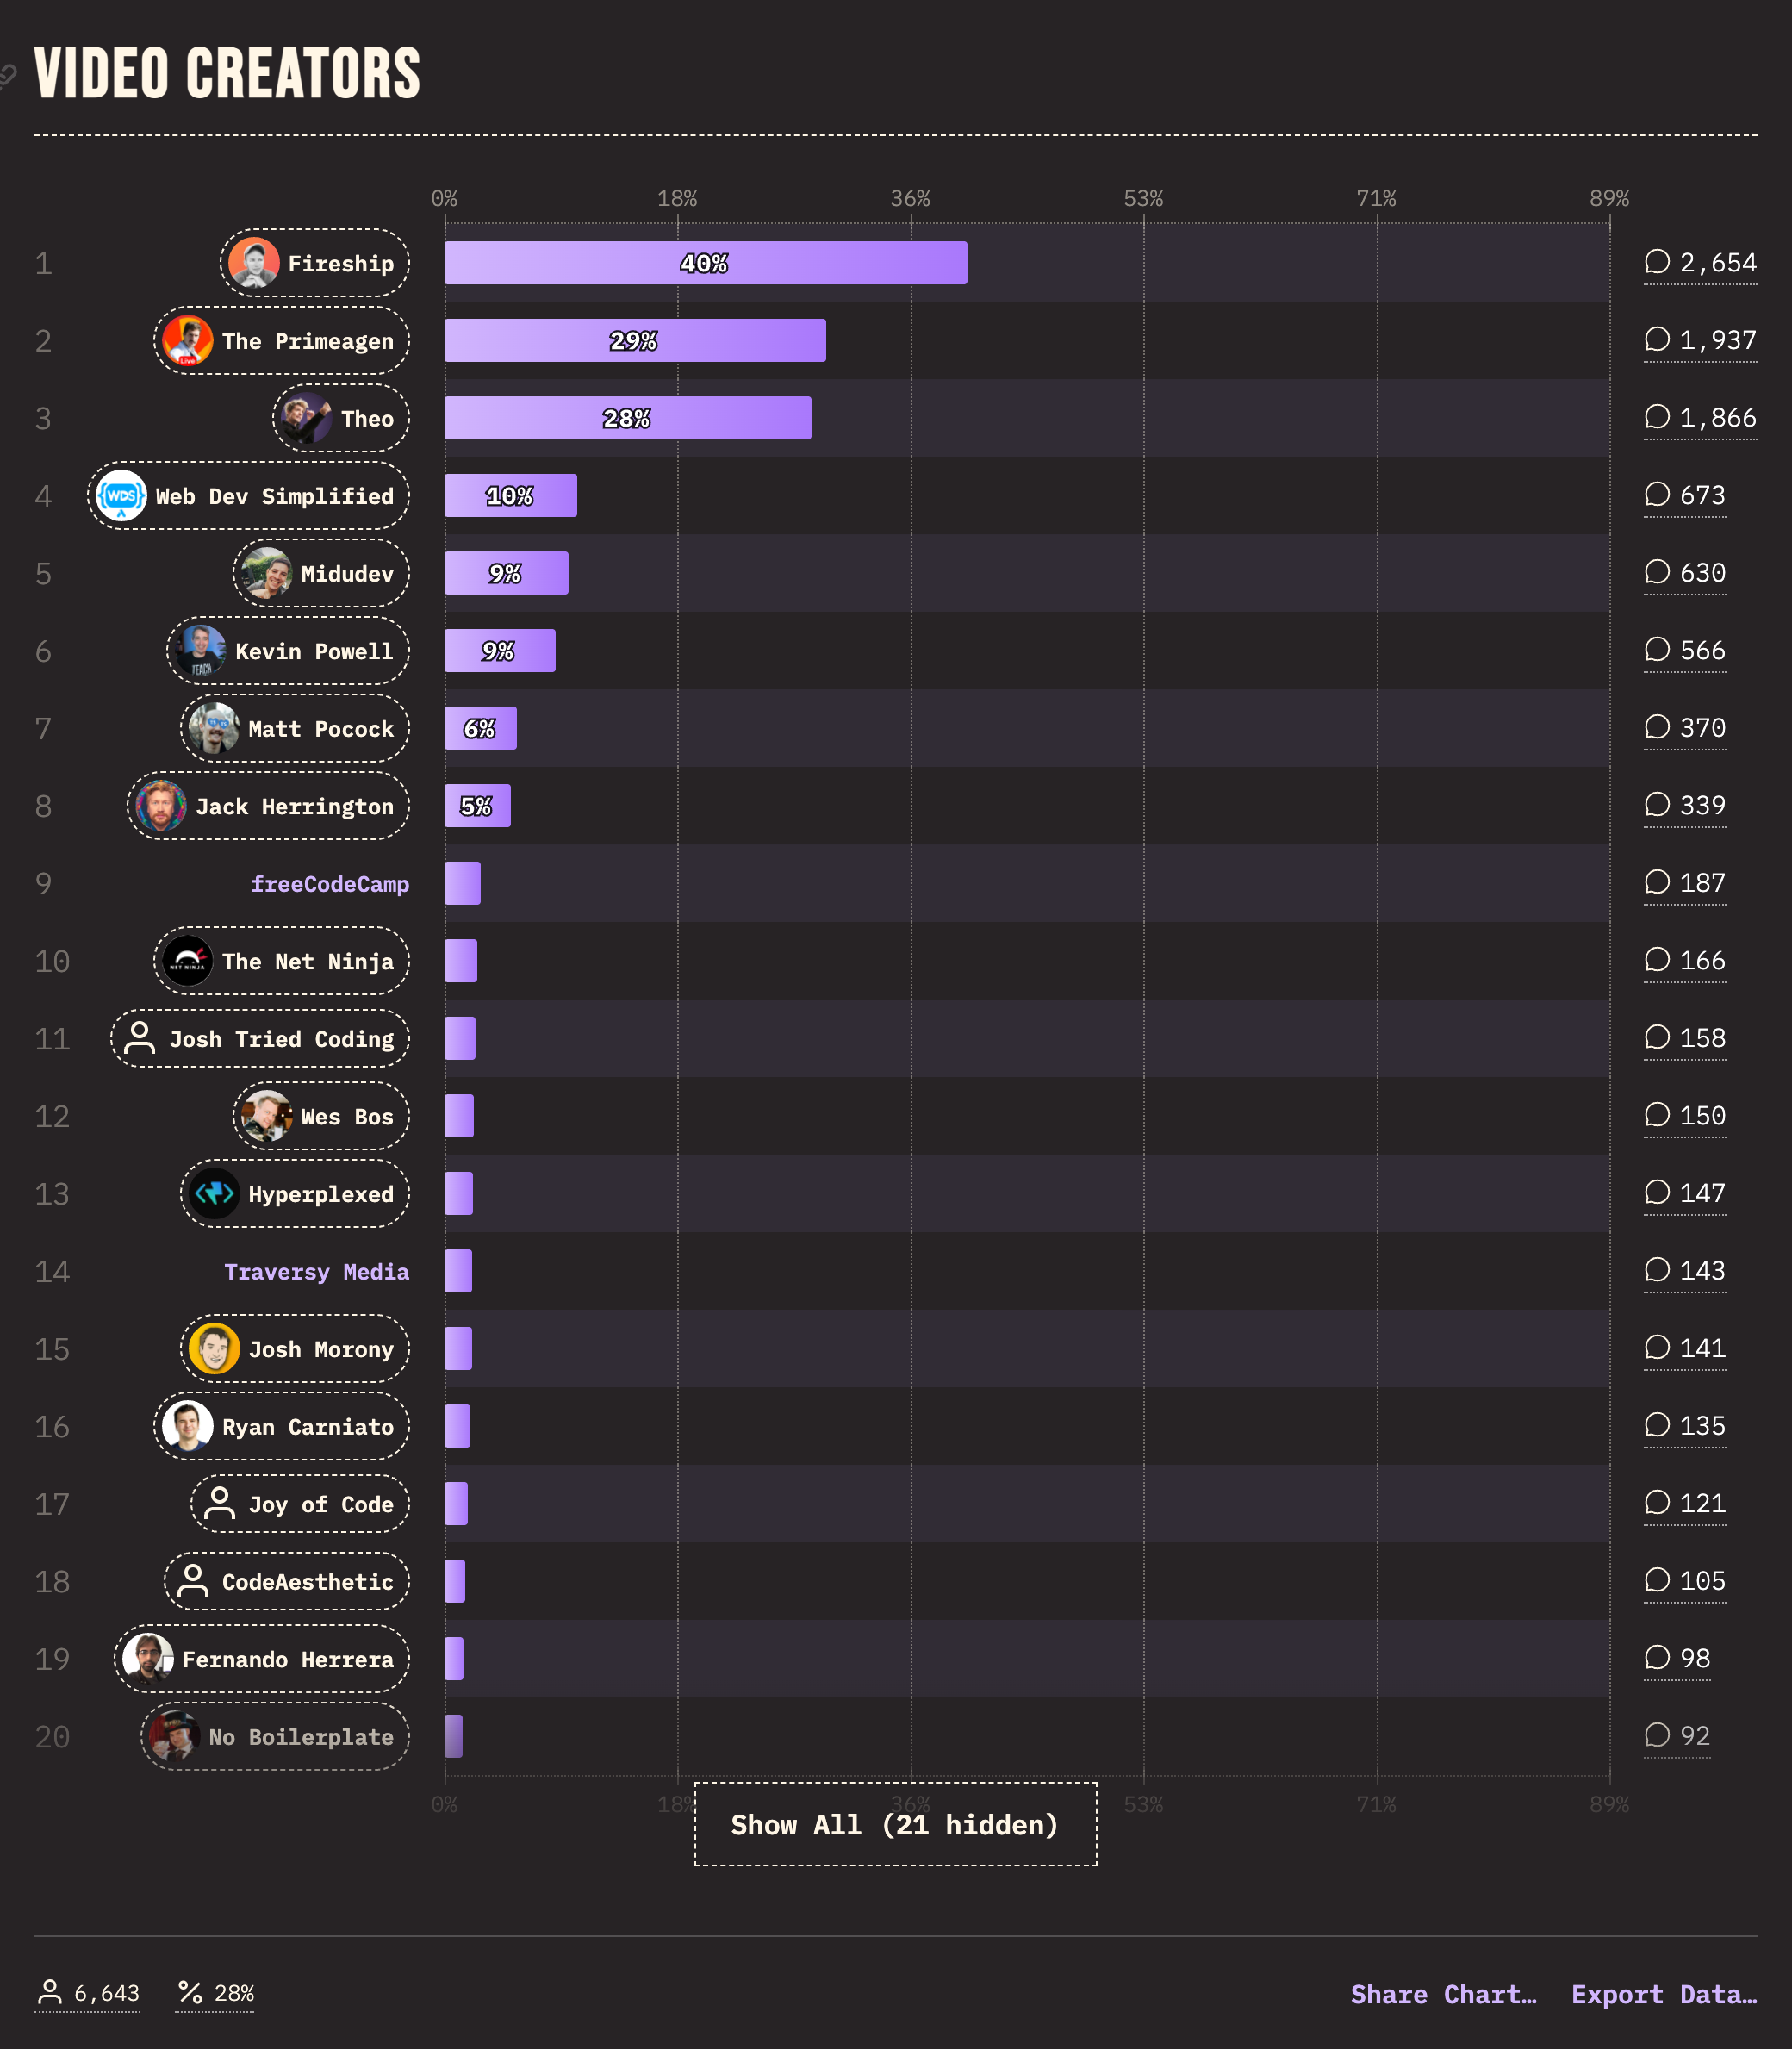 VIDEO CREATORS
0% 18% 36% 53% 71% 89%
1 Fireship 40% 2,654
2 Live The Primeagen 29% 1,937
3 Theo 28% 1,866
4 {WDS} Web Dev Simplified 10% 673
5 Midudev 9% 630
6 TEACH Kevin Powell 9% 566
7 Matt Pocock 6% 370
8 Jack Herrington 5% 339
9 freeCodeCamp 187
10 NET NINJA The Net Ninja 166
11 Josh Tried Coding 158
12 Wes Bos 150
13 Hyperplexed 147
14 Traversy Media 143
15 Josh Morony 141
16 Ryan Carniato 135
17 Joy of Code 121
18 CodeAesthetic 105
19 Fernando Herrera 98
20 No Boilerplate 92
0% 18% 36% 53% 71% 89%
Show All (21 hidden)
6,643 % 28% Share Chart… Export Data…